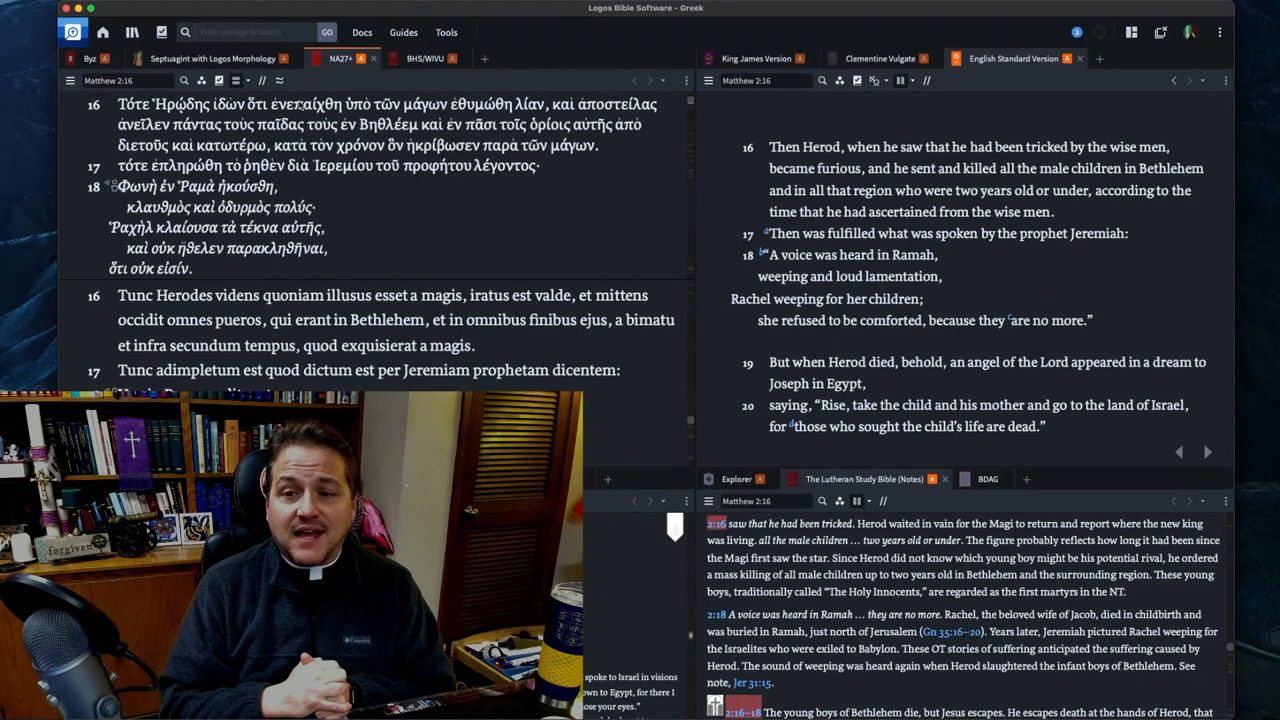 Logos Bible Software - Greek
Enter passage or search
GO
Docs
Guides
Tools
3
Byz A
Septuagint with Logos Morphology A
NA27+ A
BHS/WIVU A
Matthew 2:16
16 Τότε Ἡρῴδης ἰδὼν ὅτι ἐνεπαίχθη ὑπὸ τῶν μάγων ἐθυμώθη λίαν, καὶ ἀποστείλας
ἀνεῖλεν πάντας τοὺς παῖδας τοὺς ἐν Βηθλέεμ καὶ ἐν πᾶσι τοῖς ὁρίοις αὐτῆς ἀπὸ
διετοῦς καὶ κατωτέρω, κατὰ τὸν χρόνον ὃν ἠκρίβωσεν παρὰ τῶν μάγων.
17 τότε ἐπληρώθη τὸ ῥηθὲν διὰ Ἰερεμίου τοῦ προφήτου λέγοντος·
18 Φωνὴ ἐν Ῥαμὰ ἠκούσθη,
κλαυθμὸς καὶ ὀδυρμὸς πολύς·
Ῥαχὴλ κλαίουσα τὰ τέκνα αὐτῆς,
καὶ οὐκ ἤθελεν παρακληθῆναι,
ὅτι οὐκ εἰσίν.
16 Tunc Herodes videns quoniam illusus esset a magis, iratus est valde, et mittens
occidit omnes pueros, qui erant in Bethlehem, et in omnibus finibus ejus, a bimatu
et infra secundum tempus, quod exquisierat a magis.
17 Tunc adimpletum est quod dictum est per Jeremiam prophetam dicentem:
King James Version A
Clementine Vulgate A
English Standard Version A
Matthew 2:16
16 Then Herod, when he saw that he had been tricked by the wise men,
became furious, and he sent and killed all the male children in Bethlehem
and in all that region who were two years old or under, according to the
time that he had ascertained from the wise men.
17 a Then was fulfilled what was spoken by the prophet Jeremiah:
18 b “A voice was heard in Ramah,
weeping and loud lamentation,
Rachel weeping for her children;
she refused to be comforted, because they c are no more.”
19 But when Herod died, behold, an angel of the Lord appeared in a dream to
Joseph in Egypt,
20 saying, “Rise, take the child and his mother and go to the land of Israel,
for d those who sought the child’s life are dead.”
Explorer A
The Lutheran Study Bible (Notes) A
BDAG
Matthew 2:16
2:16 saw that he had been tricked. Herod waited in vain for the Magi to return and report where the new king
was living. all the male children … two years old or under. The figure probably reflects how long it had been since
the Magi first saw the star. Since Herod did not know which young boy might be his potential rival, he ordered
a mass killing of all male children up to two years old in Bethlehem and the surrounding region. These young
boys, traditionally called “The Holy Innocents,” are regarded as the first martyrs in the NT.
2:18 A voice was heard in Ramah … they are no more. Rachel, the beloved wife of Jacob, died in childbirth and
was buried in Ramah, just north of Jerusalem (Gn 35:16–20). Years later, Jeremiah pictured Rachel weeping for
the Israelites who were exiled to Babylon. These OT stories of suffering anticipated the suffering caused by
Herod. The sound of weeping was heard again when Herod slaughtered the infant boys of Bethlehem. See
note, Jer 31:15.
2:16–18 The young boys of Bethlehem die, but Jesus escapes. He escapes death at the hands of Herod, that
spoke to Israel in visions
own to Egypt, for there I
ose your eyes.”
forgiven
Columbia